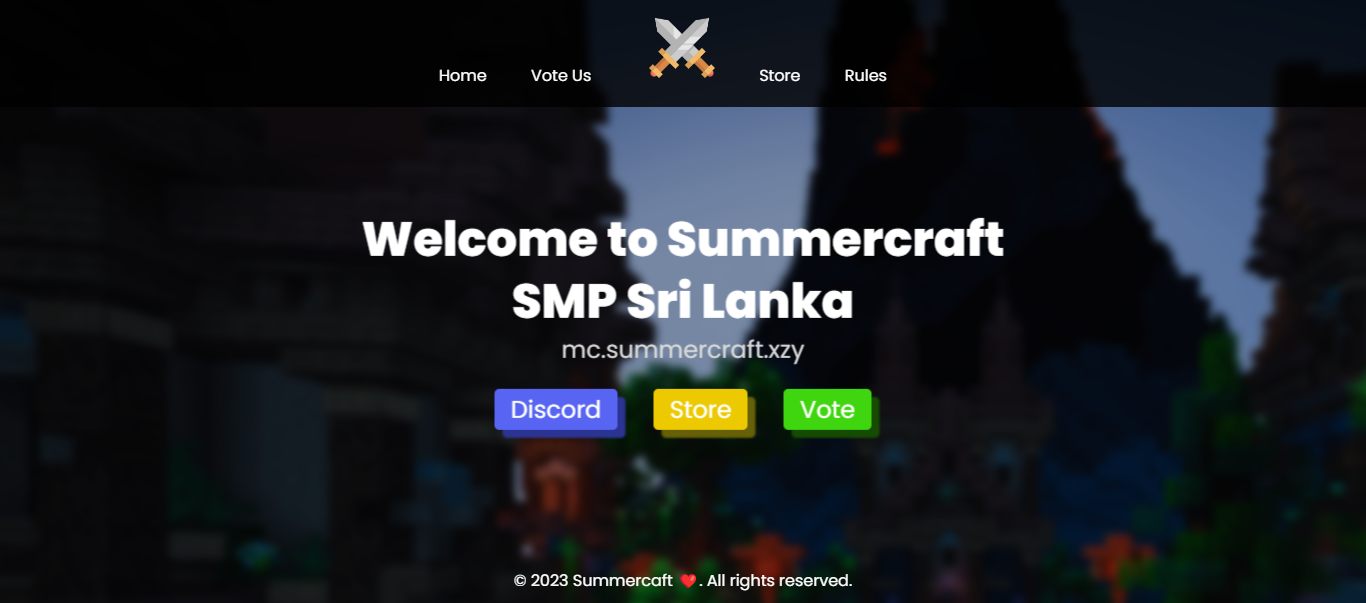 Home Vote Us Store Rules
Welcome to Summercraft
SMP Sri Lanka
mc.summercraft.xzy
Discord Store Vote
© 2023 Summercaft ❤️. All rights reserved.